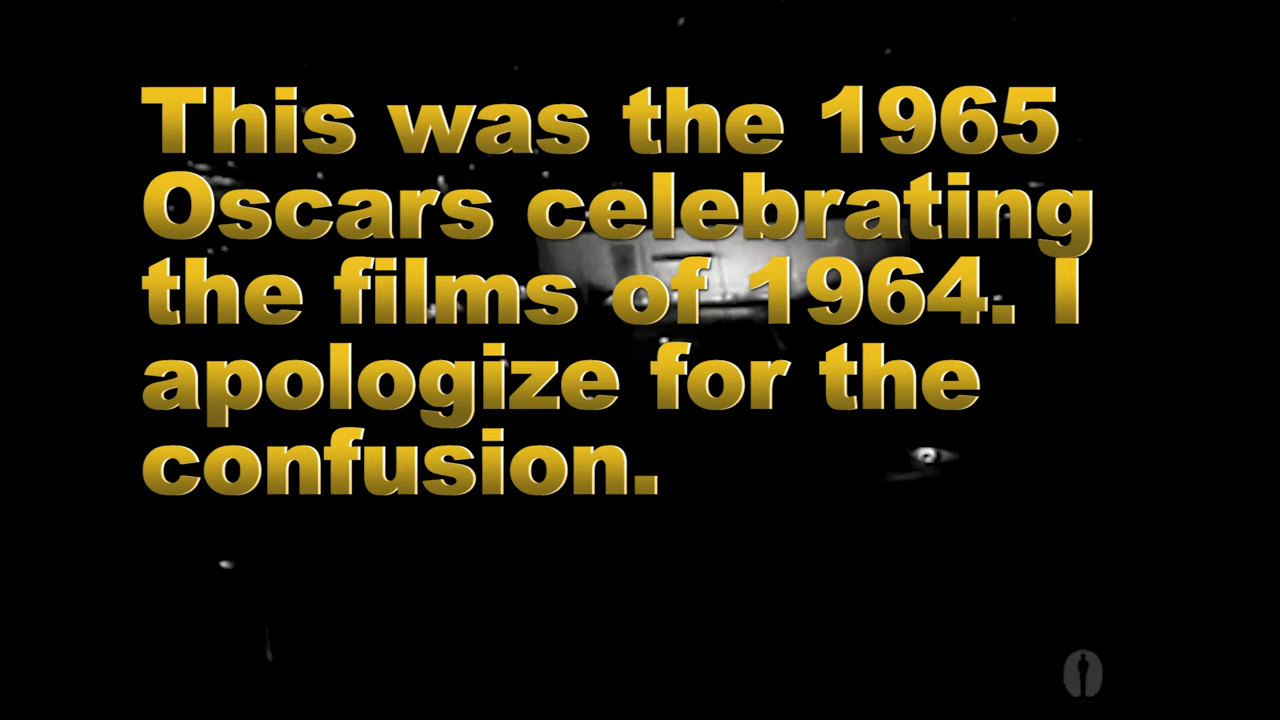 This was the 1965
Oscars celebrating
the films of 1964. I
apologize for the
confusion.